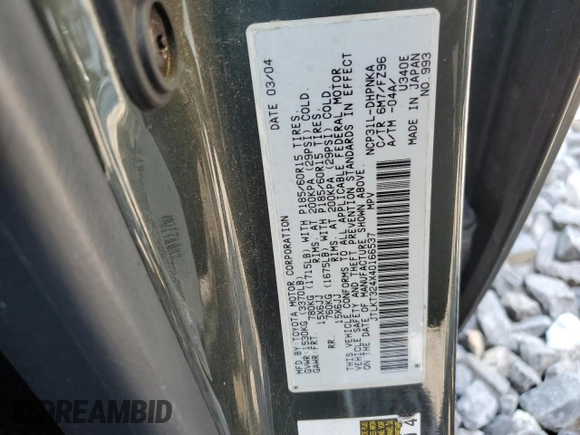 DATE 03/04
MFD BY: TOYOTA MOTOR CORPORATION
GVWR 1530KG (3370LB)
GAWR FRT. 780KG (1715LB) WITH P185/60R15 TIRES,
15X6JJ RIMS, AT 200KPA (29PSI) COLD.
RR. 760KG (1675LB) WITH P185/60R15 TIRES,
15X6JJ RIMS, AT 200KPA (29PSI) COLD.
THIS VEHICLE CONFORMS TO ALL APPLICABLE FEDERAL MOTOR
VEHICLE SAFETY AND THEFT PREVENTION STANDARDS IN EFFECT
ON THE DATE OF MANUFACTURE SHOWN ABOVE.
JTLKT324X40166537 MPV
NCP31L-DHPNKA
C/TR 6M7/FZ96
A/TM -04A/ U340E
MADE IN JAPAN
NO 993
DREAMBID